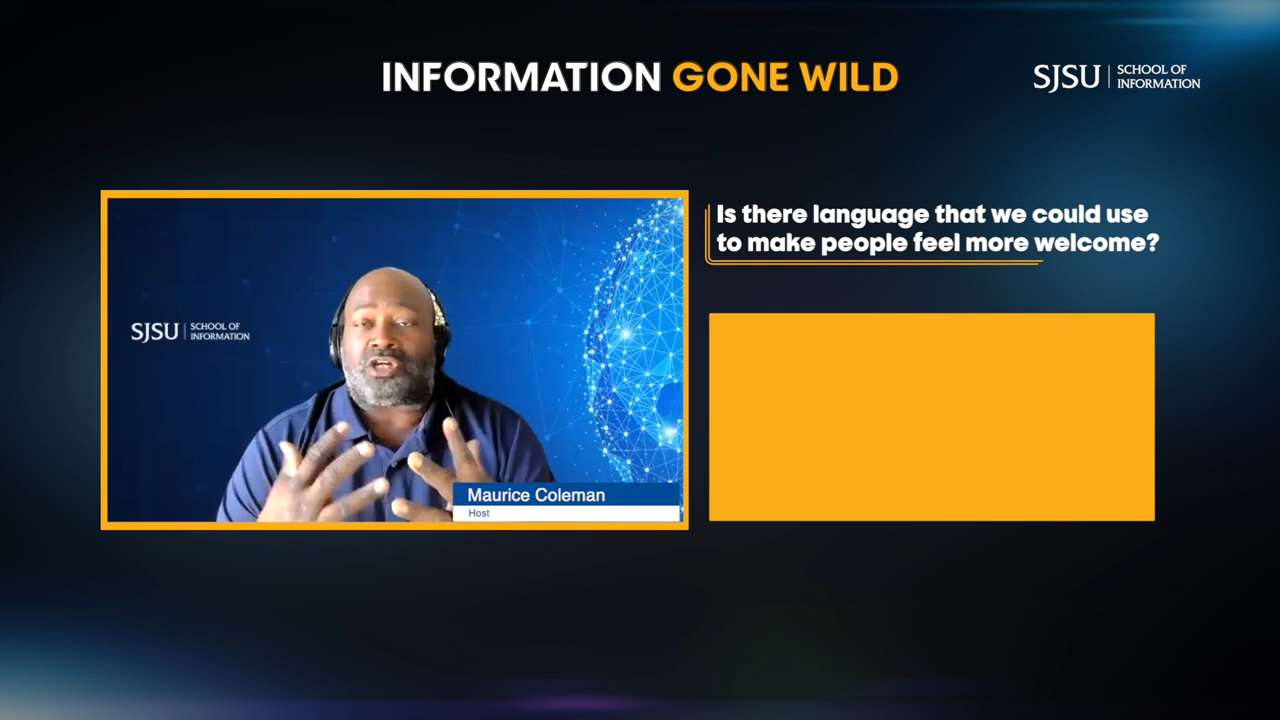 INFORMATION GONE WILD
SJSU
SCHOOL OF
INFORMATION
SJSU
SCHOOL OF
INFORMATION
Maurice Coleman
Host
Is there language that we could use
to make people feel more welcome?